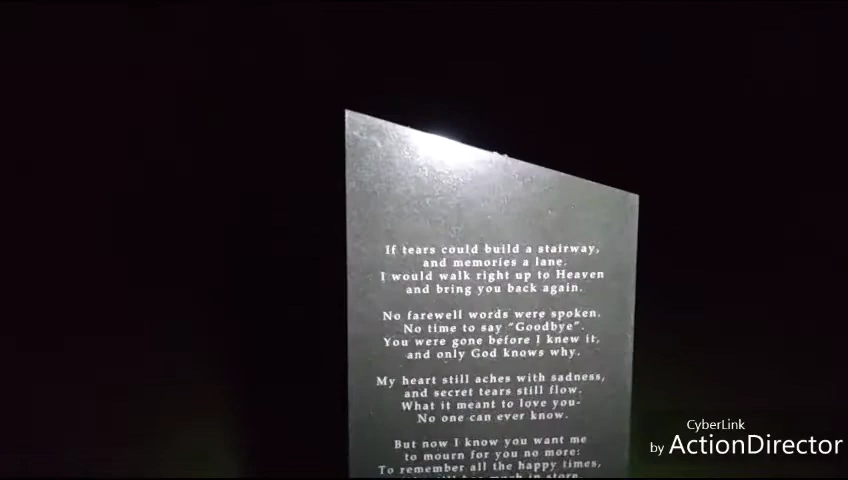 If tears could build a stairway,
and memories a lane.
I would walk right up to Heaven
and bring you back again.
No farewell words were spoken.
No time to say "Goodbye".
You were gone before I knew it,
and only God knows why.
My heart still aches with sadness,
and secret tears still flow.
What it meant to love you-
No one can ever know.
But now I know you want me
to mourn for you no more:
To remember all the happy times,
much in store.
CyberLink
by ActionDirector